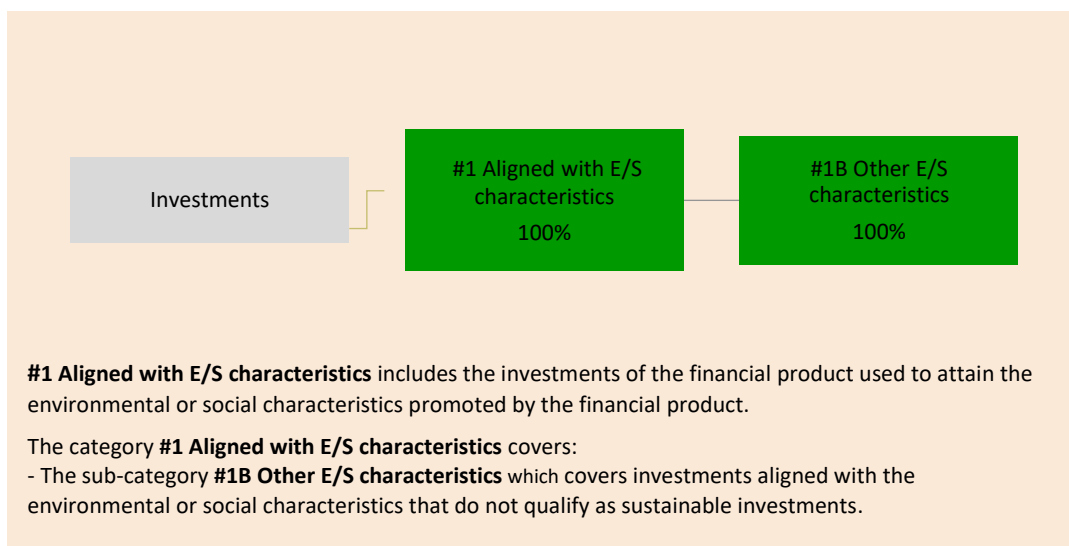 Investments
#1 Aligned with E/S
characteristics
100%
#1B Other E/S
characteristics
100%
#1 Aligned with E/S characteristics includes the investments of the financial product used to attain the
environmental or social characteristics promoted by the financial product.
The category #1 Aligned with E/S characteristics covers:
- The sub-category #1B Other E/S characteristics which covers investments aligned with the
environmental or social characteristics that do not qualify as sustainable investments.